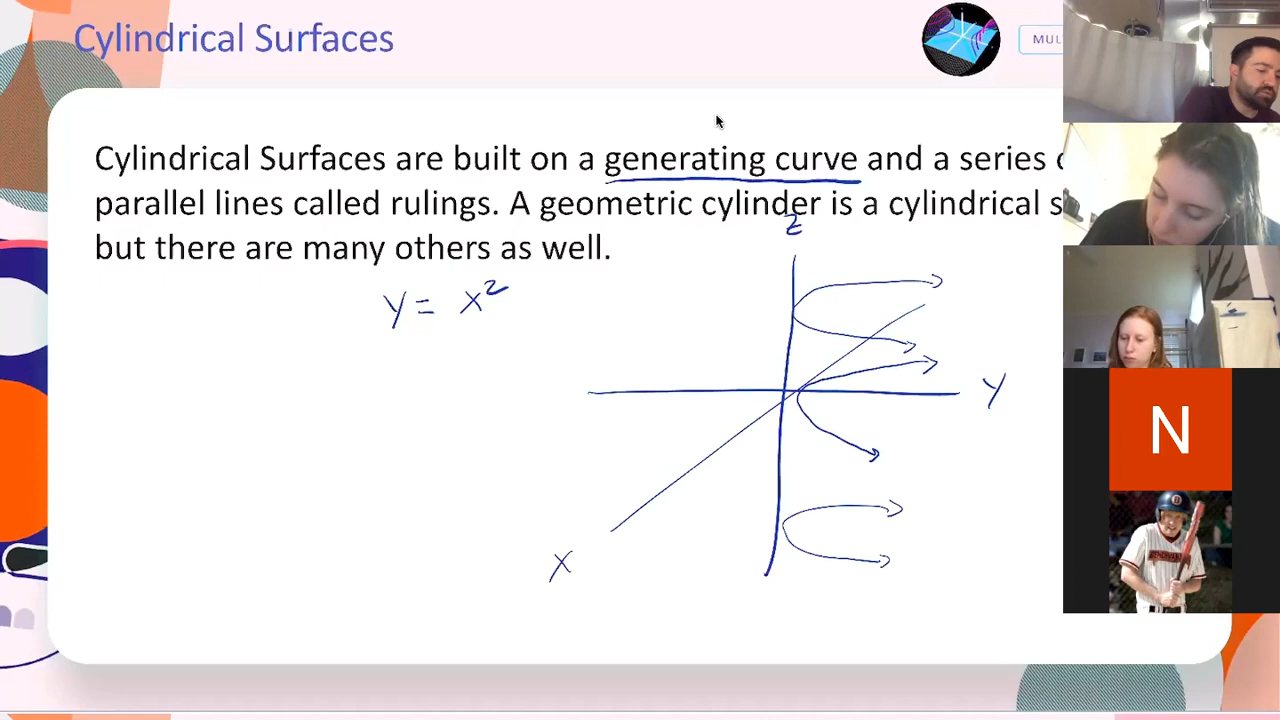 Cylindrical Surfaces
MUL
Cylindrical Surfaces are built on a generating curve and a series
parallel lines called rulings. A geometric cylinder is a cylindrical s
but there are many others as well.
y = x²
z
y
x
N